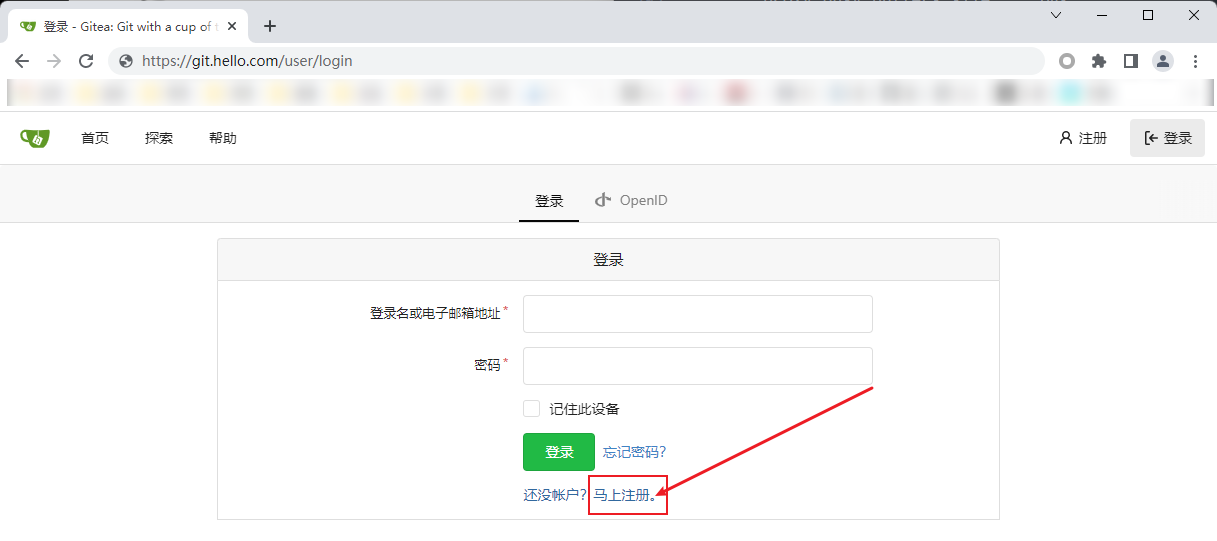 登录 - Gitea: Git with a cup of t
https://git.hello.com/user/login
首页 探索 帮助 注册 登录
登录 OpenID
登录
登录名或电子邮箱地址 *
密码 *
记住此设备
登录 忘记密码?
还没帐户? 马上注册。